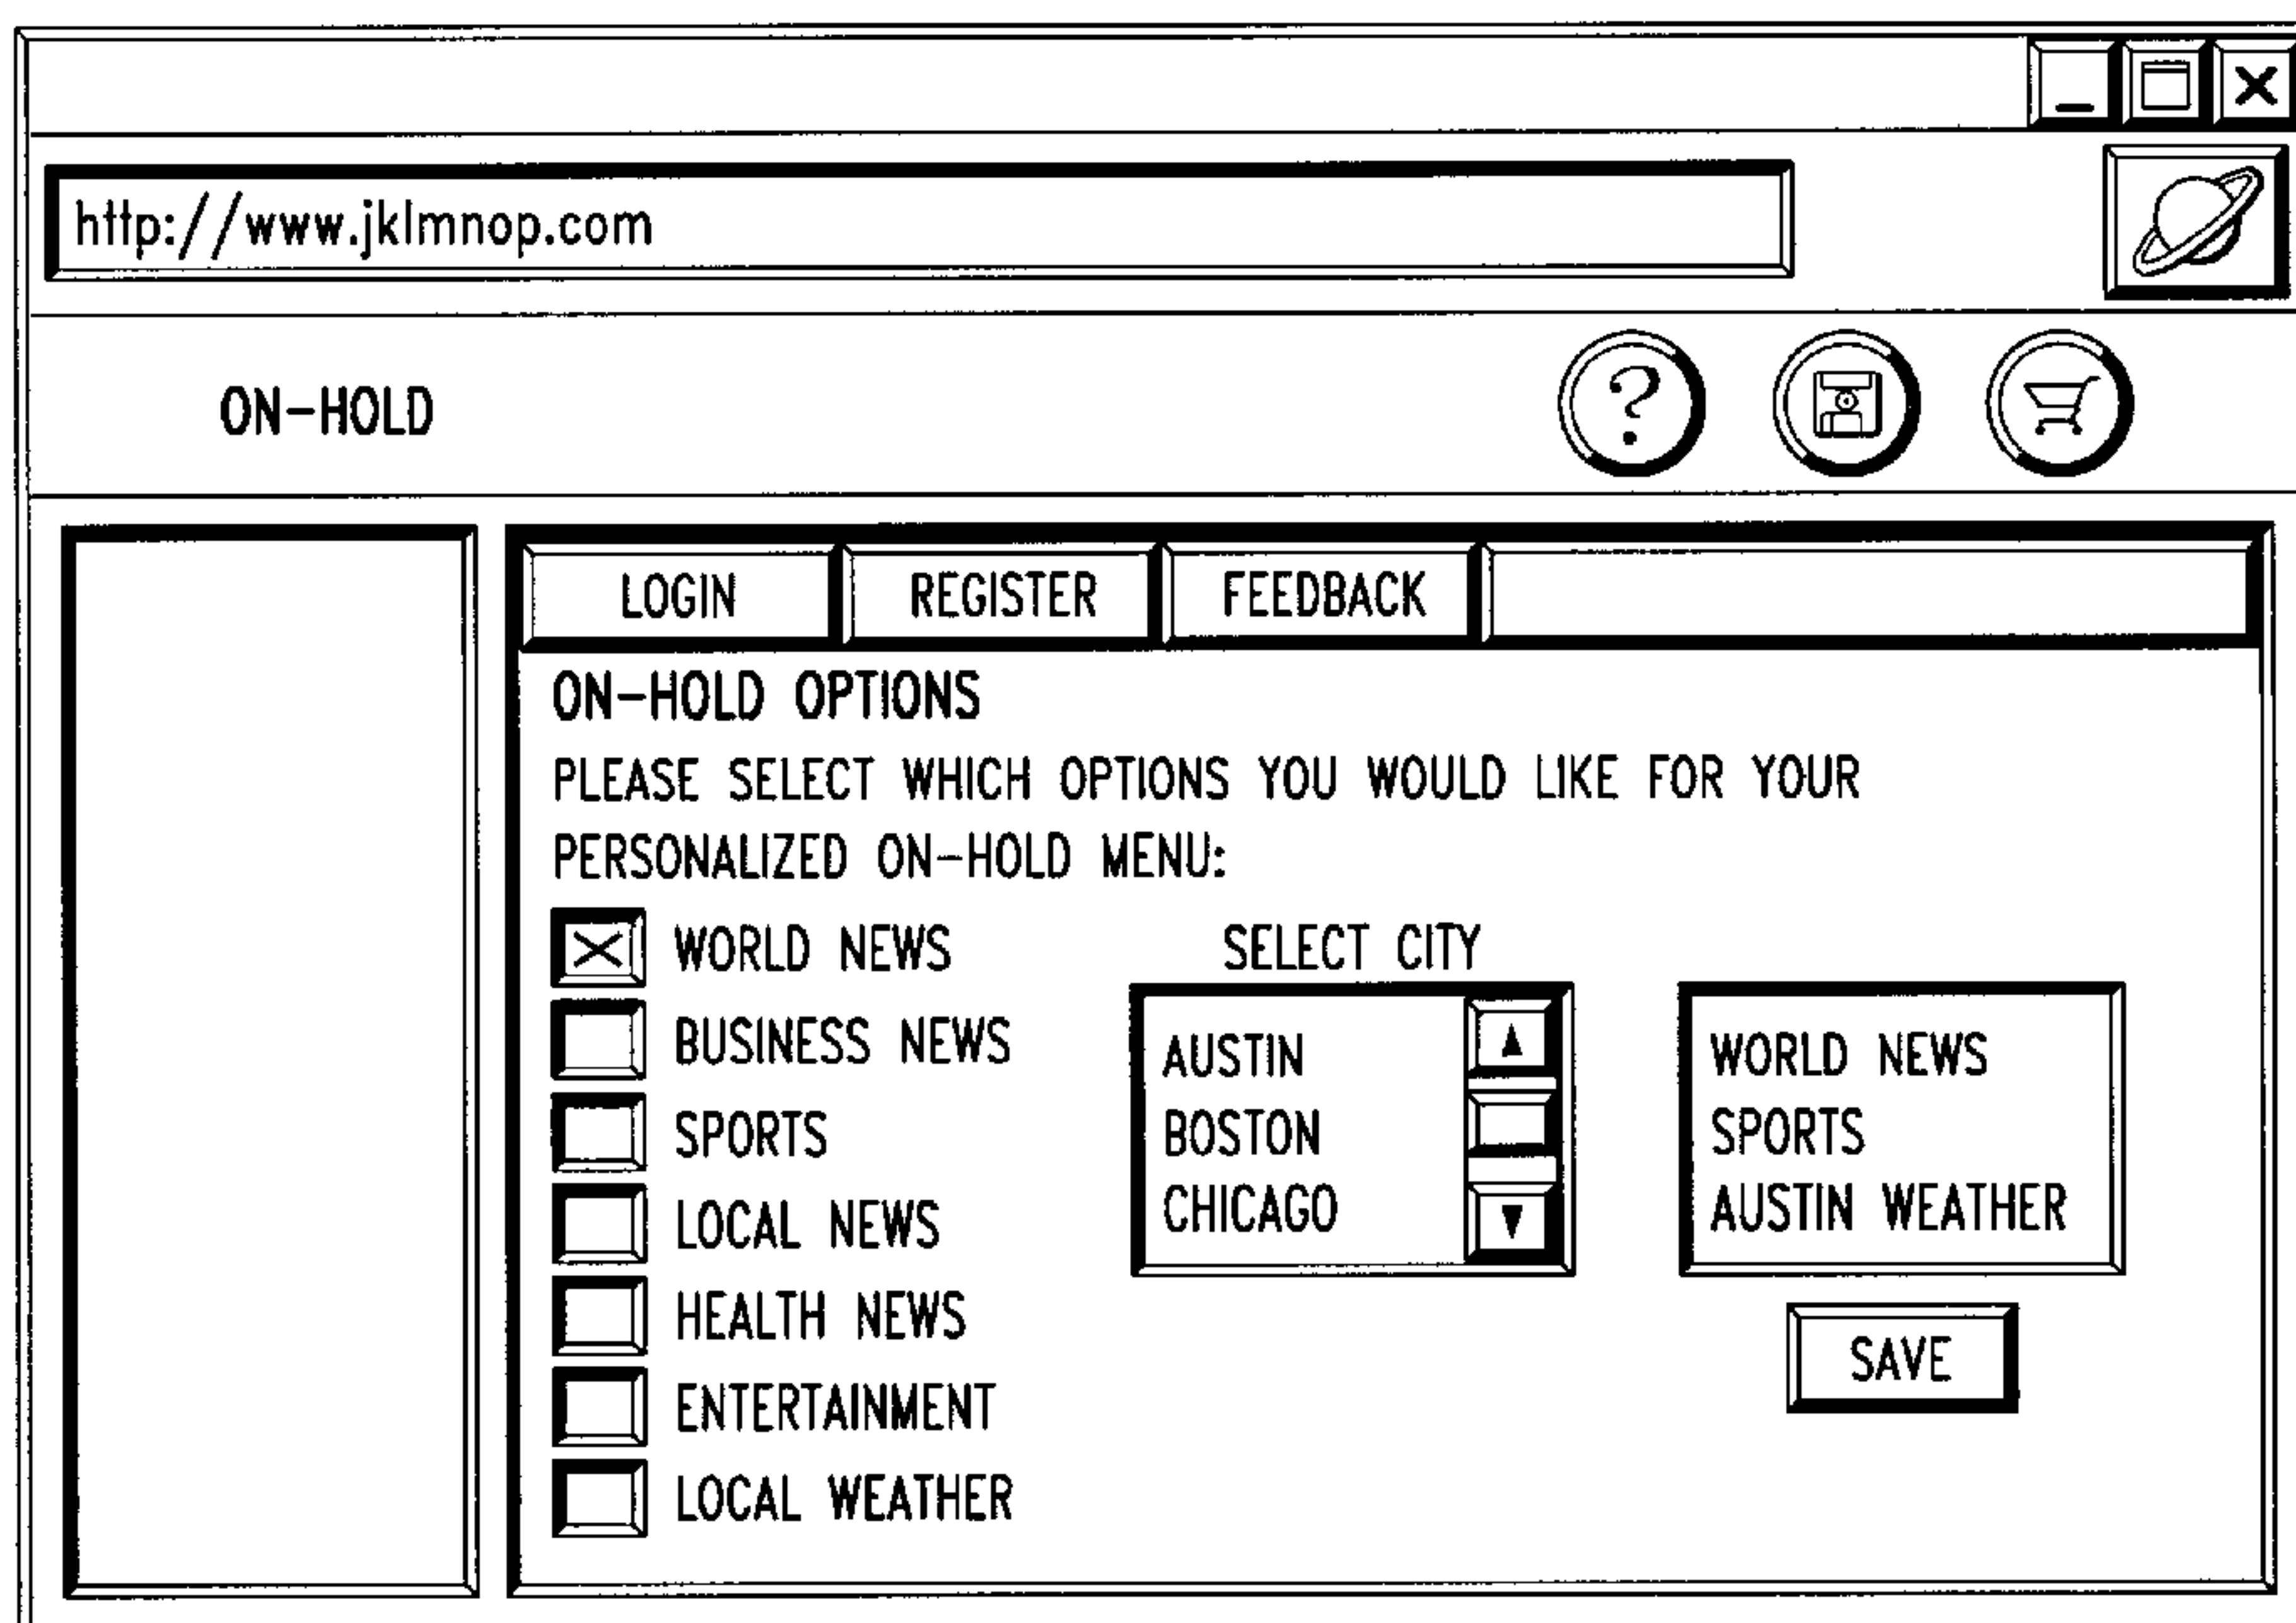 http://www.jklmnop.com
ON-HOLD
?
LOGIN REGISTER FEEDBACK
ON-HOLD OPTIONS
PLEASE SELECT WHICH OPTIONS YOU WOULD LIKE FOR YOUR
PERSONALIZED ON-HOLD MENU:
X WORLD NEWS
BUSINESS NEWS
SPORTS
LOCAL NEWS
HEALTH NEWS
ENTERTAINMENT
LOCAL WEATHER
SELECT CITY
AUSTIN
BOSTON
CHICAGO
WORLD NEWS
SPORTS
AUSTIN WEATHER
SAVE